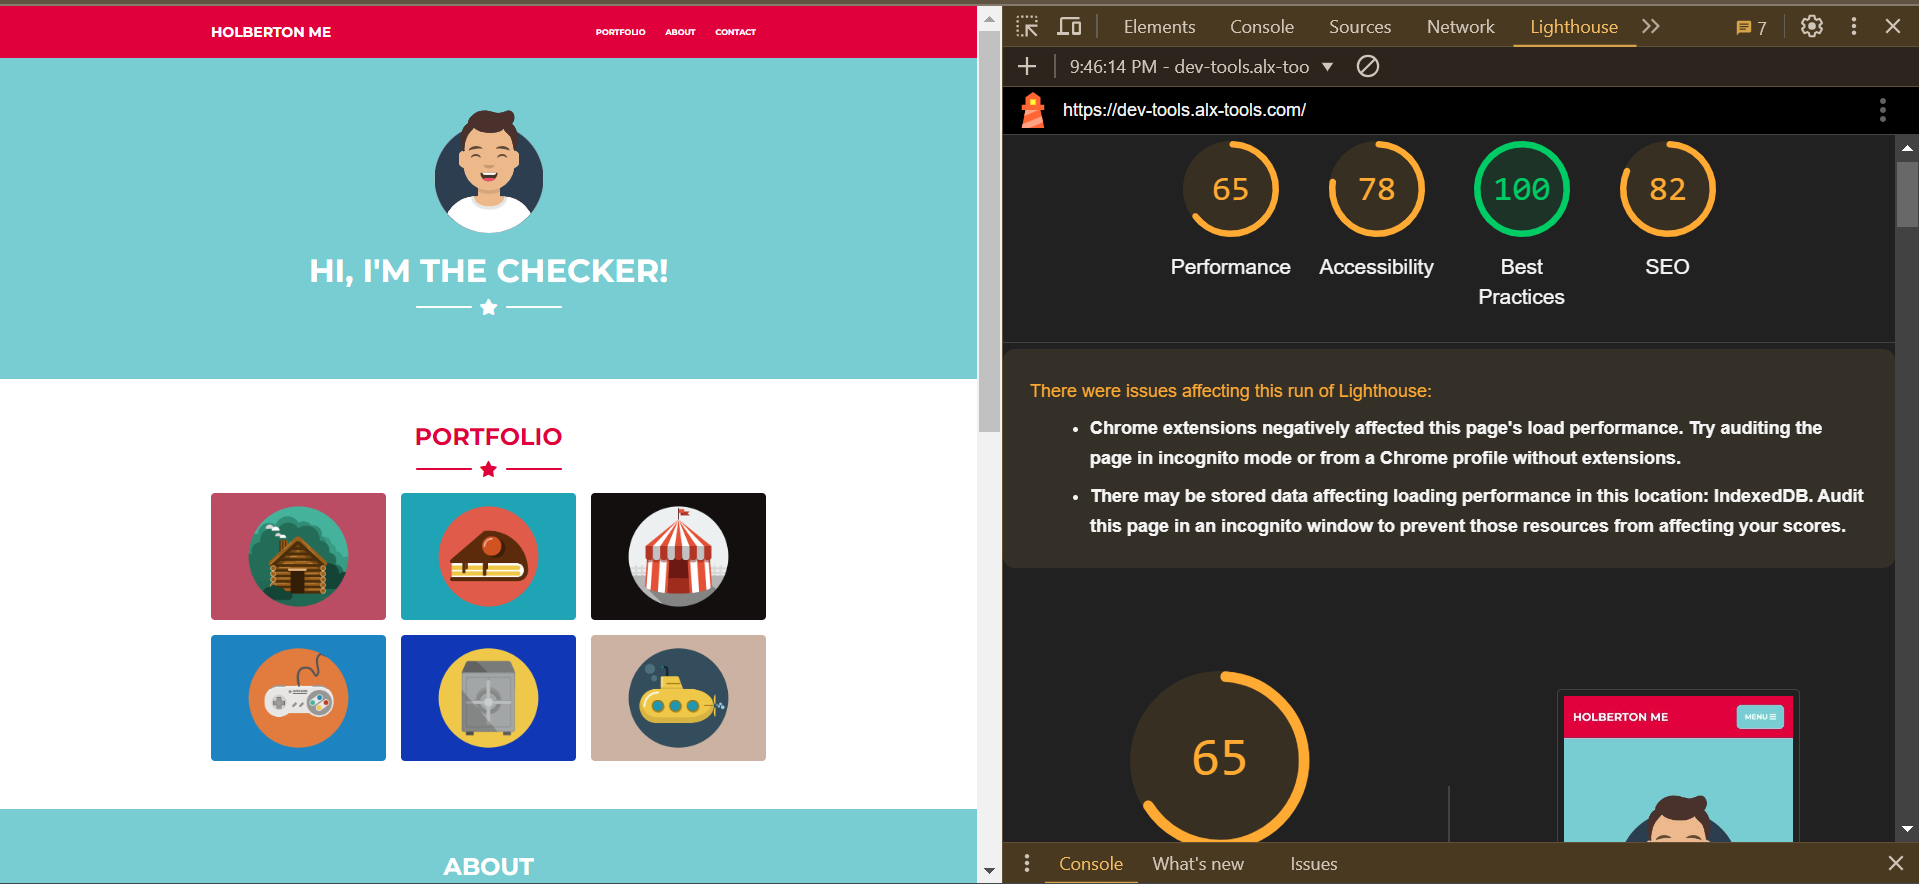 HOLBERTON ME
PORTFOLIO ABOUT CONTACT
HI, I'M THE CHECKER!
PORTFOLIO
ABOUT
Elements Console Sources Network Lighthouse 7
9:46:14 PM - dev-tools.alx-too
https://dev-tools.alx-tools.com/
65 78 100 82
Performance Accessibility Best Practices SEO
There were issues affecting this run of Lighthouse:
• Chrome extensions negatively affected this page's load performance. Try auditing the
page in incognito mode or from a Chrome profile without extensions.
• There may be stored data affecting loading performance in this location: IndexedDB. Audit
this page in an incognito window to prevent those resources from affecting your scores.
65
HOLBERTON ME MENU
Console What's new Issues